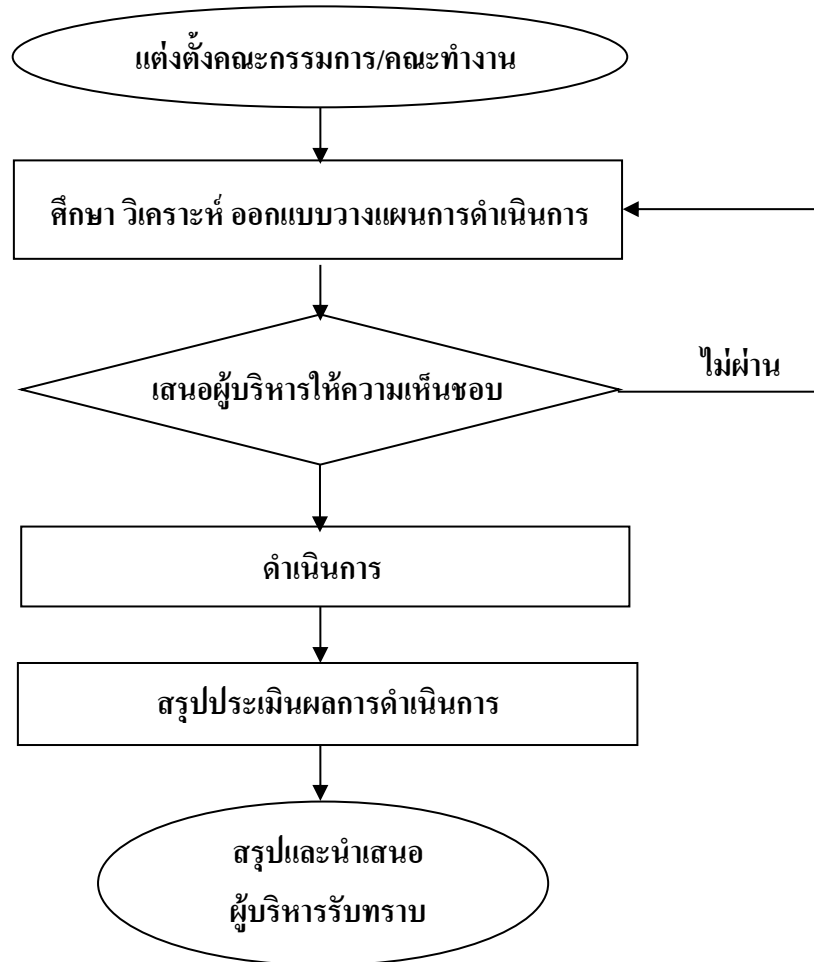 แต่งตั้งคณะกรรมการ/คณะทำงาน
ศึกษา วิเคราะห์ ออกแบบวางแผนการดำเนินการ
เสนอผู้บริหารให้ความเห็นชอบ
ไม่ผ่าน
ดำเนินการ
สรุปประเมินผลการดำเนินการ
สรุปและนำเสนอ
ผู้บริหารรับทราบ